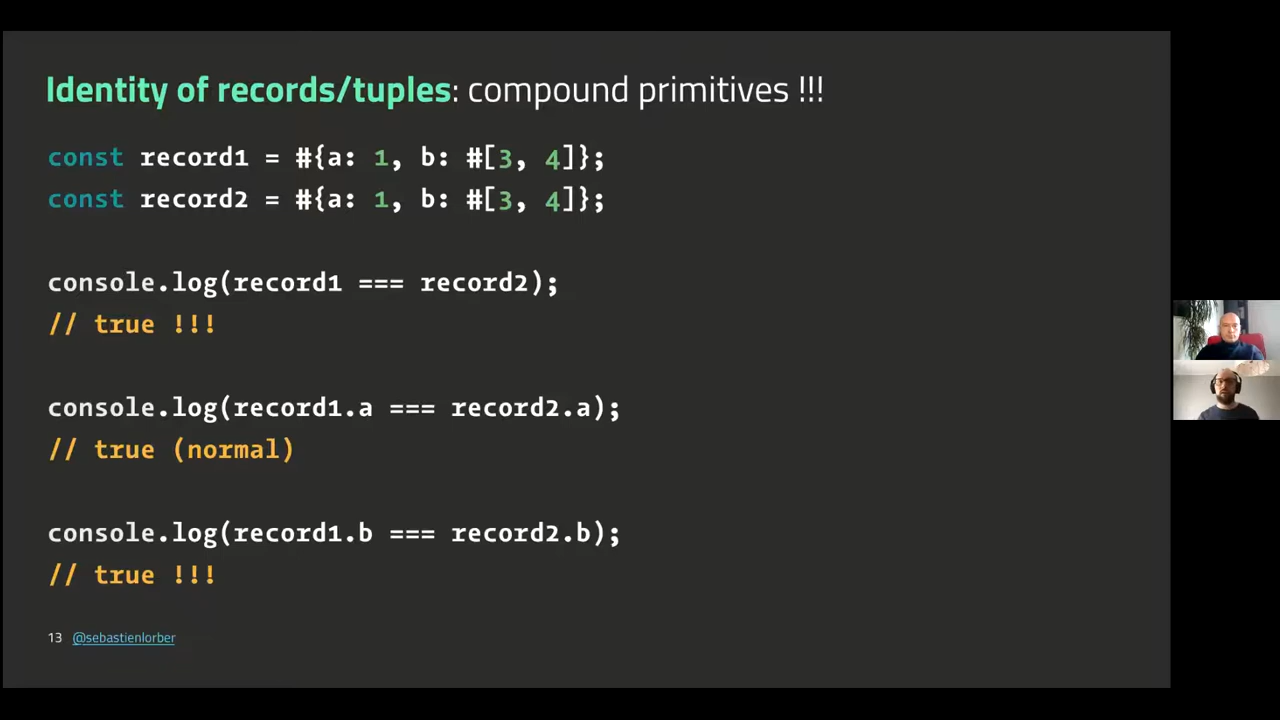 Identity of records/tuples: compound primitives !!!
const record1 = #{a: 1, b: #[3, 4]};
const record2 = #{a: 1, b: #[3, 4]};
console.log(record1 === record2);
// true !!!
console.log(record1.a === record2.a);
// true (normal)
console.log(record1.b === record2.b);
// true !!!
13 @sebastienlorber